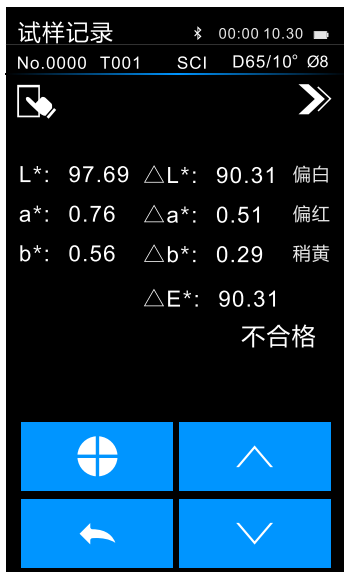 试样记录 00:00 10.30
No.0000 T001 SCI D65/10° Ø8
L*: 97.69 △L*: 90.31 偏白
a*: 0.76 △a*: 0.51 偏红
b*: 0.56 △b*: 0.29 稍黄
△E*: 90.31
不合格